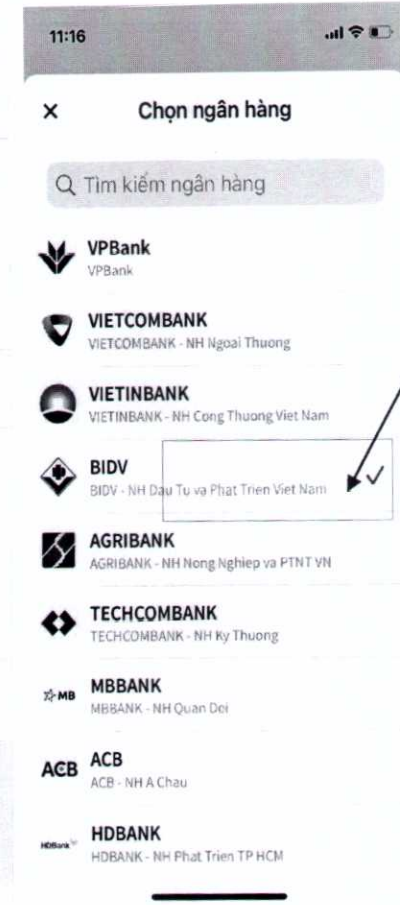 11:16
Chọn ngân hàng
Tìm kiếm ngân hàng
VPBank
VPBank
VIETCOMBANK
VIETCOMBANK - NH Ngoai Thuong
VIETINBANK
VIETINBANK - NH Cong Thuong Viet Nam
BIDV
BIDV - NH Dau Tu va Phat Trien Viet Nam
AGRIBANK
AGRIBANK - NH Nong Nghiep va PTNT VN
TECHCOMBANK
TECHCOMBANK - NH Ky Thuong
MB
MBBANK
MBBANK - NH Quan Doi
ACB
ACB
ACB - NH A Chau
HDBank
HDBANK
HDBANK - NH Phat Trien TP HCM